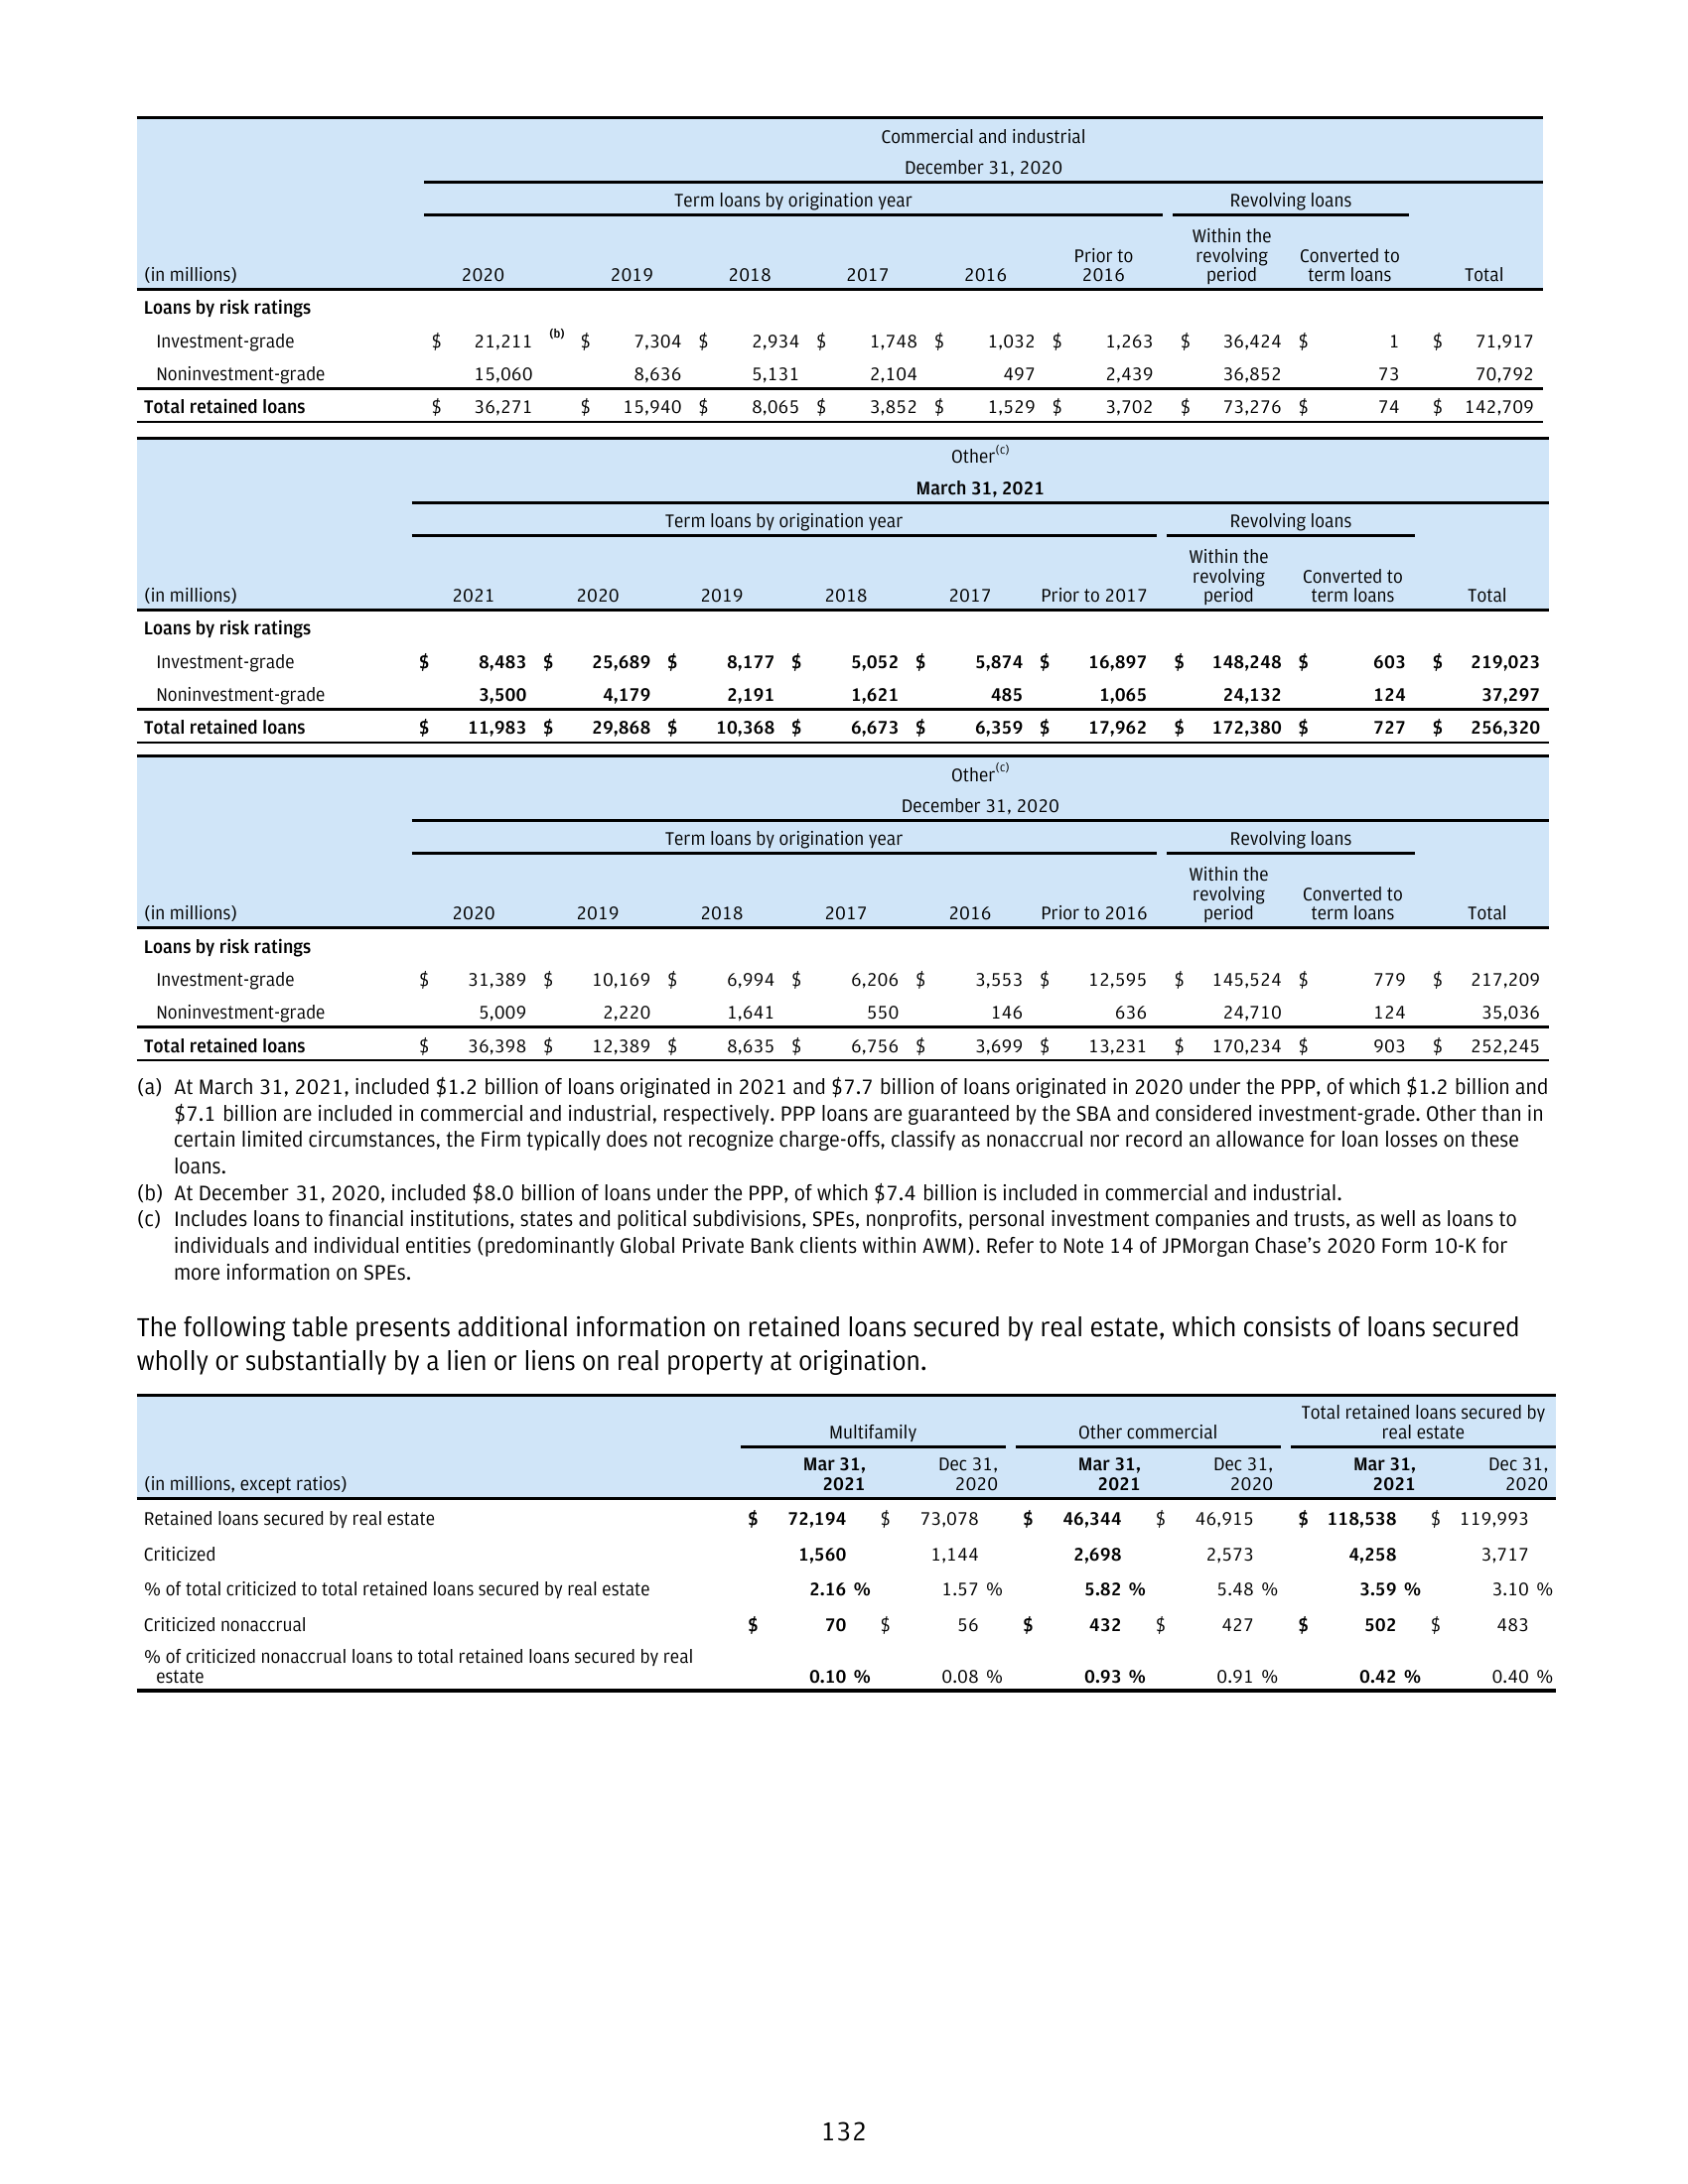 Commercial and industrial
December 31, 2020
Term loans by origination year Revolving loans
(in millions) 2020 2019 2018 2017 2016 Prior to 2016 Within the revolving period Converted to term loans Total
Loans by risk ratings
Investment-grade $ 21,211 (b) $ 7,304 $ 2,934 $ 1,748 $ 1,032 $ 1,263 $ 36,424 $ 1 $ 71,917
Noninvestment-grade 15,060 8,636 5,131 2,104 497 2,439 36,852 73 70,792
Total retained loans $ 36,271 $ 15,940 $ 8,065 $ 3,852 $ 1,529 $ 3,702 $ 73,276 $ 74 $ 142,709
Other(c)
March 31, 2021
Term loans by origination year Revolving loans
(in millions) 2021 2020 2019 2018 2017 Prior to 2017 Within the revolving period Converted to term loans Total
Loans by risk ratings
Investment-grade $ 8,483 $ 25,689 $ 8,177 $ 5,052 $ 5,874 $ 16,897 $ 148,248 $ 603 $ 219,023
Noninvestment-grade 3,500 4,179 2,191 1,621 485 1,065 24,132 124 37,297
Total retained loans $ 11,983 $ 29,868 $ 10,368 $ 6,673 $ 6,359 $ 17,962 $ 172,380 $ 727 $ 256,320
Other(c)
December 31, 2020
Term loans by origination year Revolving loans
(in millions) 2020 2019 2018 2017 2016 Prior to 2016 Within the revolving period Converted to term loans Total
Loans by risk ratings
Investment-grade $ 31,389 $ 10,169 $ 6,994 $ 6,206 $ 3,553 $ 12,595 $ 145,524 $ 779 $ 217,209
Noninvestment-grade 5,009 2,220 1,641 550 146 636 24,710 124 35,036
Total retained loans $ 36,398 $ 12,389 $ 8,635 $ 6,756 $ 3,699 $ 13,231 $ 170,234 $ 903 $ 252,245
(a) At March 31, 2021, included $1.2 billion of loans originated in 2021 and $7.7 billion of loans originated in 2020 under the PPP, of which $1.2 billion and
$7.1 billion are included in commercial and industrial, respectively. PPP loans are guaranteed by the SBA and considered investment-grade. Other than in
certain limited circumstances, the Firm typically does not recognize charge-offs, classify as nonaccrual nor record an allowance for loan losses on these
loans.
(b) At December 31, 2020, included $8.0 billion of loans under the PPP, of which $7.4 billion is included in commercial and industrial.
(c) Includes loans to financial institutions, states and political subdivisions, SPEs, nonprofits, personal investment companies and trusts, as well as loans to
individuals and individual entities (predominantly Global Private Bank clients within AWM). Refer to Note 14 of JPMorgan Chase's 2020 Form 10-K for
more information on SPEs.
The following table presents additional information on retained loans secured by real estate, which consists of loans secured
wholly or substantially by a lien or liens on real property at origination.
Multifamily Other commercial Total retained loans secured by real estate
(in millions, except ratios) Mar 31, 2021 Dec 31, 2020 Mar 31, 2021 Dec 31, 2020 Mar 31, 2021 Dec 31, 2020
Retained loans secured by real estate $ 72,194 $ 73,078 $ 46,344 $ 46,915 $ 118,538 $ 119,993
Criticized 1,560 1,144 2,698 2,573 4,258 3,717
% of total criticized to total retained loans secured by real estate 2.16 % 1.57 % 5.82 % 5.48 % 3.59 % 3.10 %
Criticized nonaccrual $ 70 $ 56 $ 432 $ 427 $ 502 $ 483
% of criticized nonaccrual loans to total retained loans secured by real
estate 0.10 % 0.08 % 0.93 % 0.91 % 0.42 % 0.40 %
132